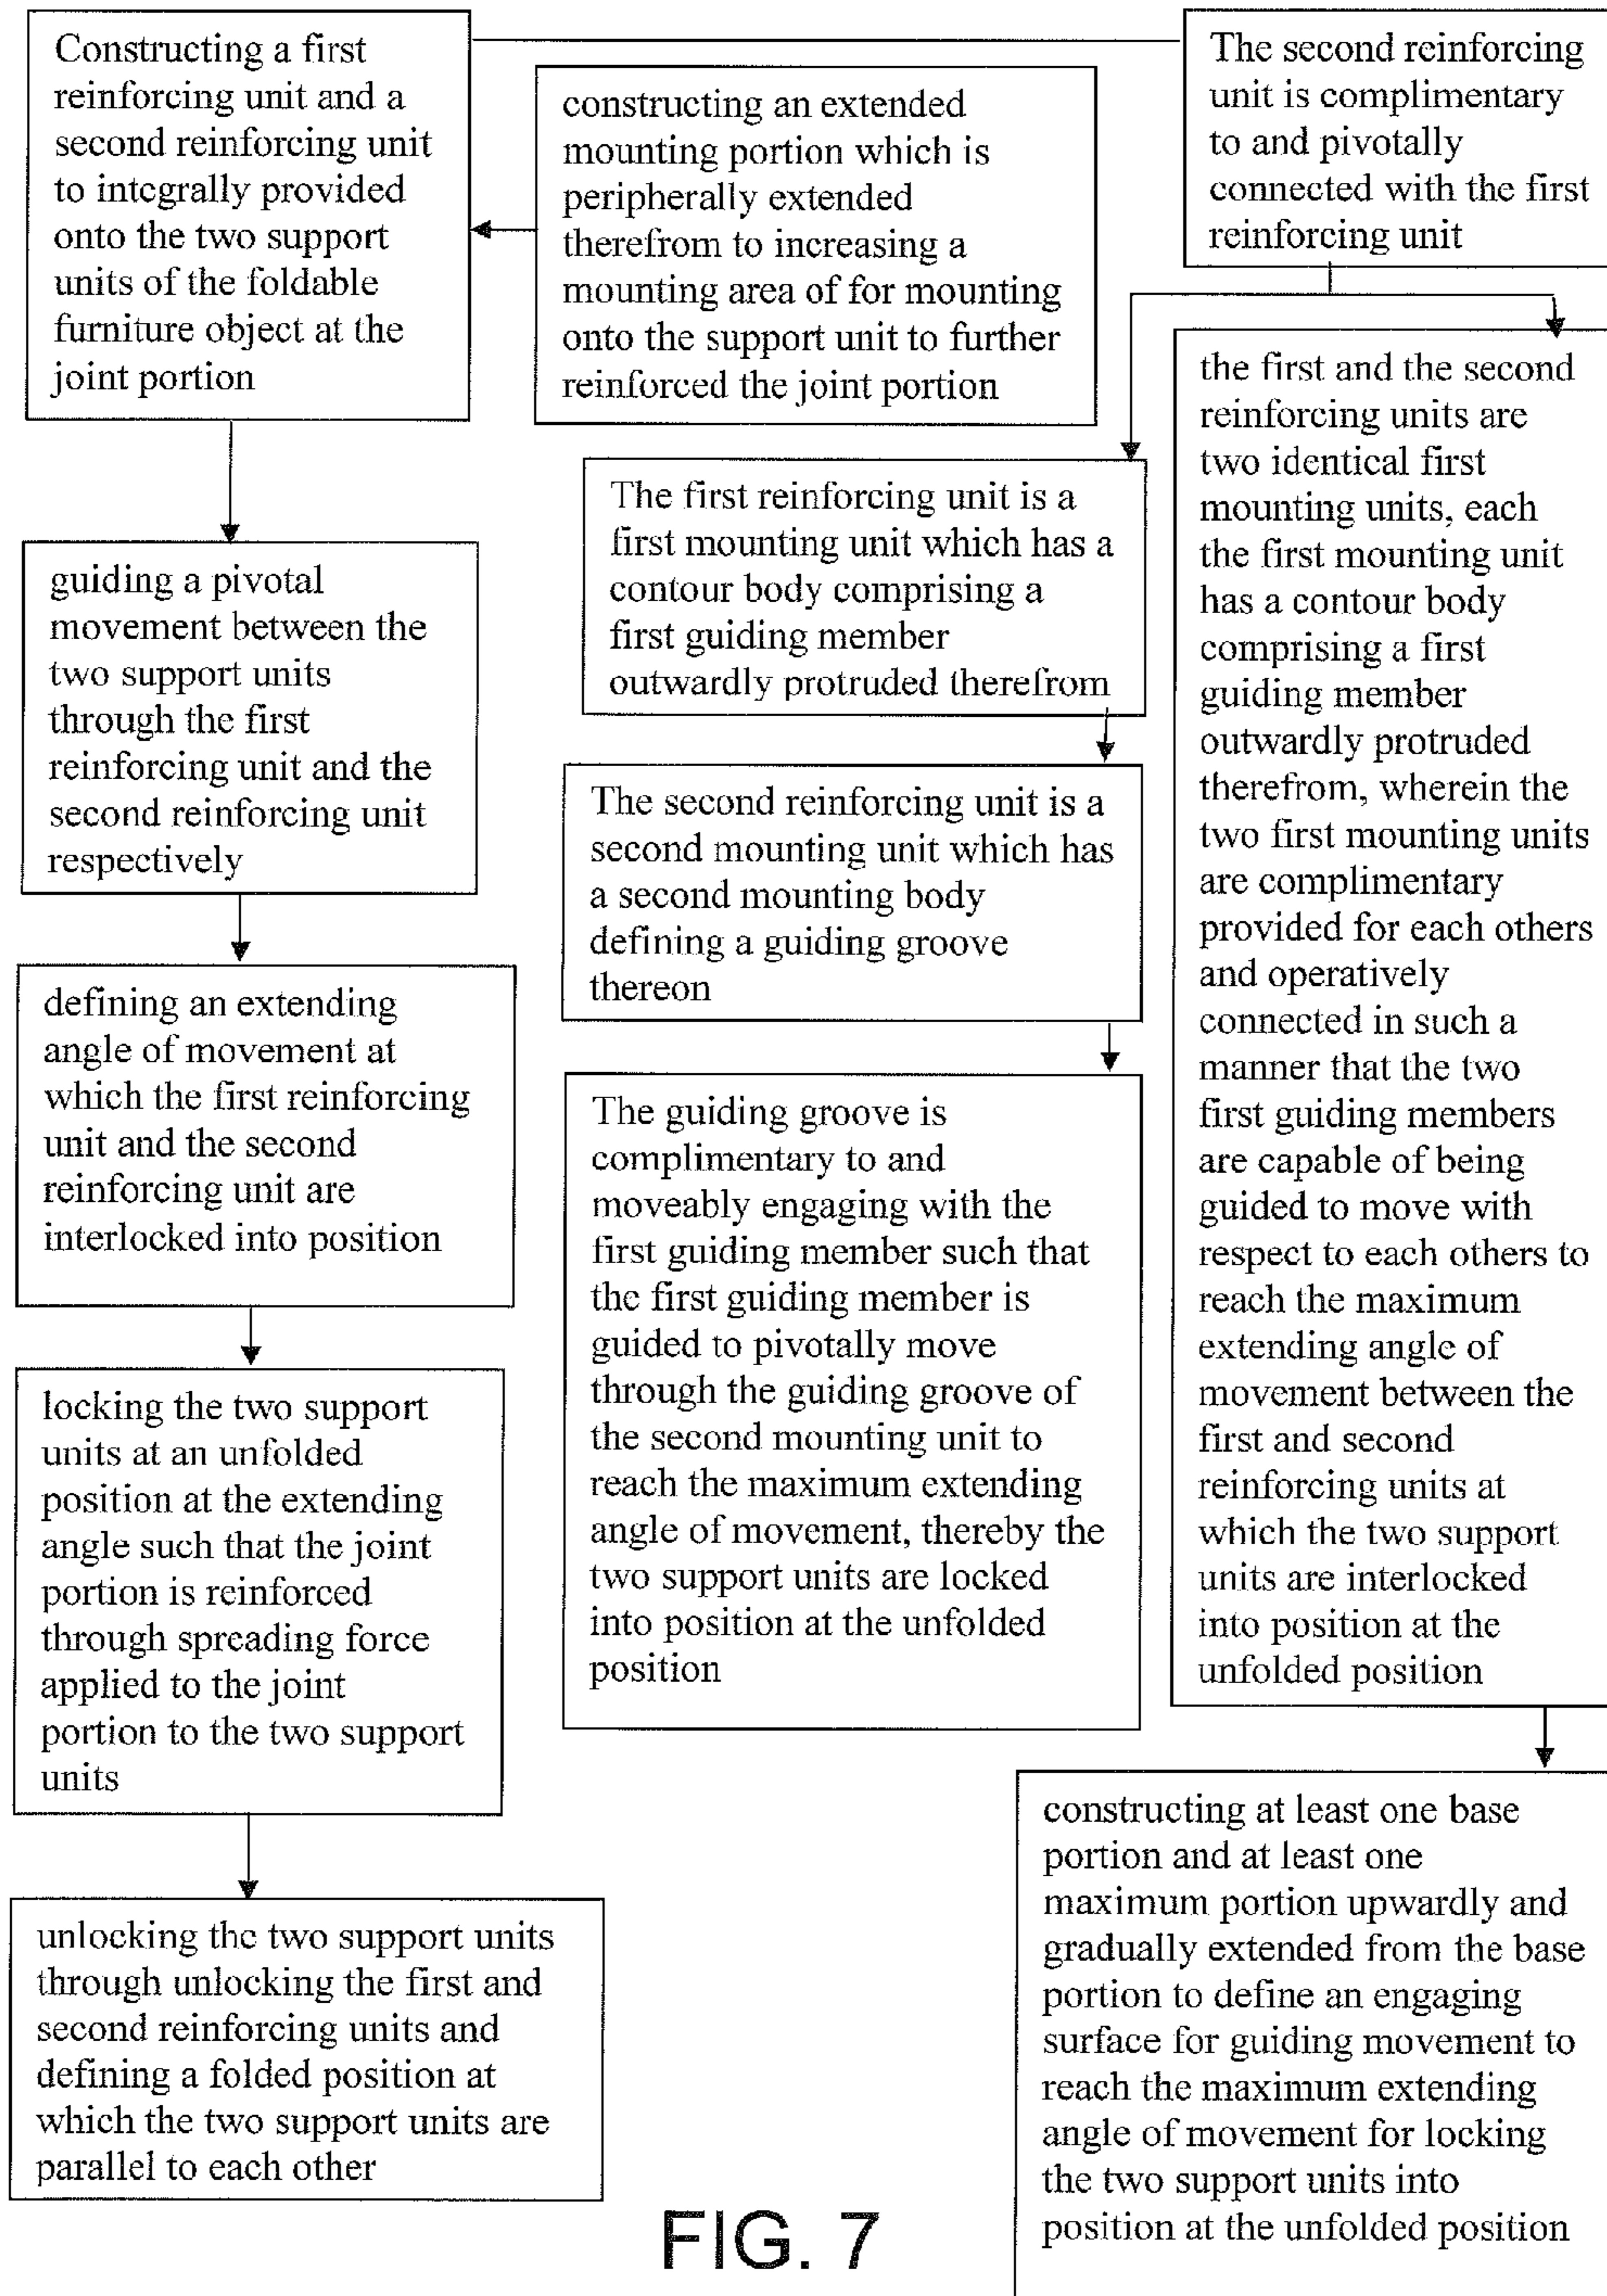 Constructing a first
reinforcing unit and a
second reinforcing unit
to integrally provided
onto the two support
units of the foldable
furniture object at the
joint portion
constructing an extended
mounting portion which is
peripherally extended
therefrom to increasing a
mounting area of for mounting
onto the support unit to further
reinforced the joint portion
The second reinforcing
unit is complimentary
to and pivotally
connected with the first
reinforcing unit
guiding a pivotal
movement between the
two support units
through the first
reinforcing unit and the
second reinforcing unit
respectively
defining an extending
angle of movement at
which the first reinforcing
unit and the second
reinforcing unit are
interlocked into position
locking the two support
units at an unfolded
position at the extending
angle such that the joint
portion is reinforced
through spreading force
applied to the joint
portion to the two support
units
unlocking the two support units
through unlocking the first and
second reinforcing units and
defining a folded position at
which the two support units are
parallel to each other
The first reinforcing unit is a
first mounting unit which has a
contour body comprising a
first guiding member
outwardly protruded therefrom
The second reinforcing unit is a
second mounting unit which has
a second mounting body
defining a guiding groove
thereon
The guiding groove is
complimentary to and
moveably engaging with the
first guiding member such that
the first guiding member is
guided to pivotally move
through the guiding groove of
the second mounting unit to
reach the maximum extending
angle of movement, thereby the
two support units are locked
into position at the unfolded
position
the first and the second
reinforcing units are
two identical first
mounting units, each
the first mounting unit
has a contour body
comprising a first
guiding member
outwardly protruded
therefrom, wherein the
two first mounting units
are complimentary
provided for each others
and operatively
connected in such a
manner that the two
first guiding members
are capable of being
guided to move with
respect to each others to
reach the maximum
extending angle of
movement between the
first and second
reinforcing units at
which the two support
units are interlocked
into position at the
unfolded position
constructing at least one base
portion and at least one
maximum portion upwardly and
gradually extended from the base
portion to define an engaging
surface for guiding movement to
reach the maximum extending
angle of movement for locking
the two support units into
position at the unfolded position
FIG. 7